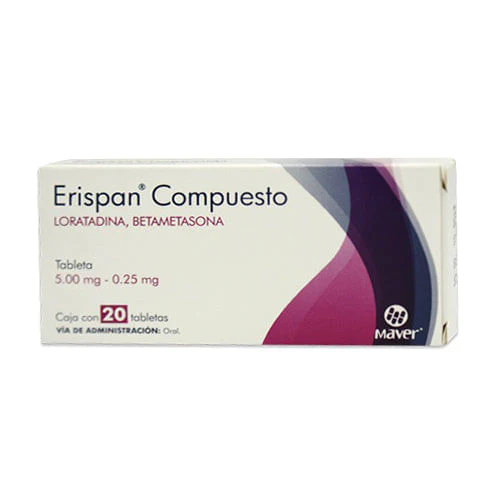 Erispan® Compuesto
LORATADINA, BETAMETASONA
Tableta
5.00 mg - 0.25 mg
Caja con 20 tabletas
VÍA DE ADMINISTRACIÓN: Oral.
Maver®